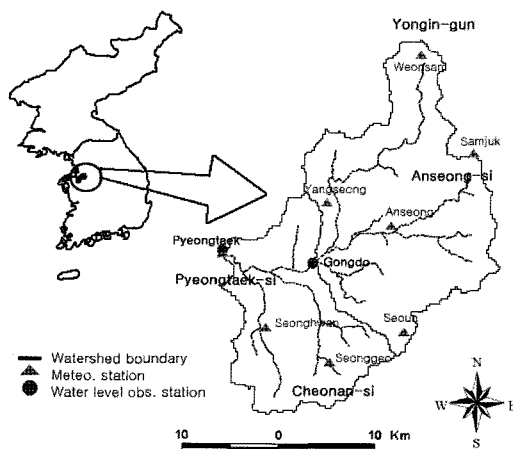 Yongin-gun
Weonsam
Samjuk
Anseong-si
Yangseong
Anseong
Pyeongtaek
Gongdo
Pyeongtaek-si
Seonghwan
Seoun
Seonggeo
Cheonan-si
Watershed boundary
Meteo. station
Water level obs. station
N
W E
S
10 0 10 Km